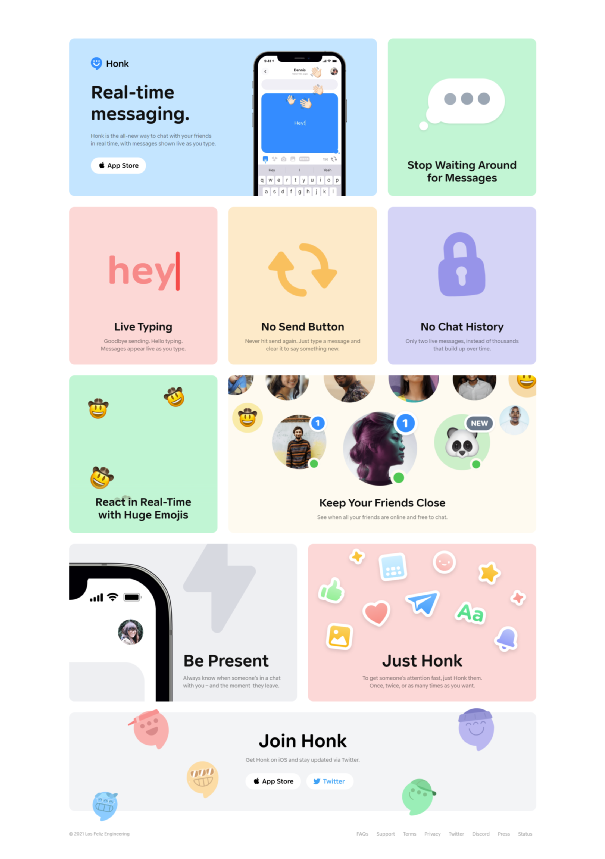 Honk
Real-time
messaging.
Honk is the all-new way to chat with your friends
in real time, with messages shown live as you type.
App Store
9:41
Hey!
q w e r t y u i o p
a s d f g h j k l
Stop Waiting Around
for Messages
hey
Live Typing
Goodbye sending. Hello typing.
Messages appear live as you type.
No Send Button
Never hit send again. Just type a message and
clear it to say something new.
No Chat History
Only two live messages, instead of thousands
that build up over time.
React in Real-Time
with Huge Emojis
1
1
NEW
Keep Your Friends Close
See when all your friends are online and free to chat.
Be Present
Always know when someone's in a chat
with you – and the moment they leave.
Aa
Just Honk
To get someone's attention fast, just Honk them.
Once, twice, or as many times as you want.
Join Honk
Get Honk on iOS and stay updated via Twitter.
App Store
Twitter
© 2021 Los Feliz Engineering
FAQs Support Terms Privacy Twitter Discord Press Status